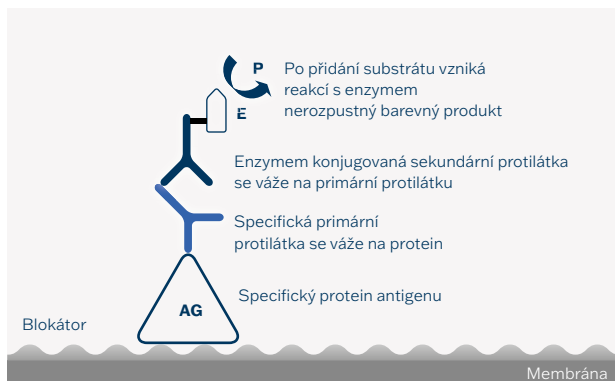 P
Po přidání substrátu vzniká
reakcí s enzymem
nerozpustný barevný produkt
E
Enzymem konjugovaná sekundární protilátka
se váže na primární protilátku
Specifická primární
protilátka se váže na protein
Specifický protein antigenu
AG
Blokátor
Membrána